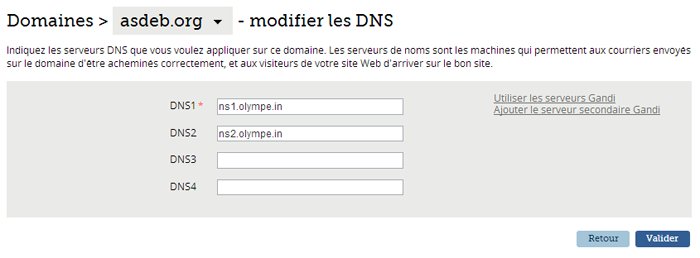 Domaines > asdeb.org - modifier les DNS
Indiquez les serveurs DNS que vous voulez appliquer sur ce domaine. Les serveurs de noms sont les machines qui permettent aux courriers envoyés
sur le domaine d'être acheminés correctement, et aux visiteurs de votre site Web d'arriver sur le bon site.
DNS1 * ns1.olympe.in
Utiliser les serveurs Gandi
Ajouter le serveur secondaire Gandi
DNS2 ns2.olympe.in
DNS3
DNS4
Retour Valider